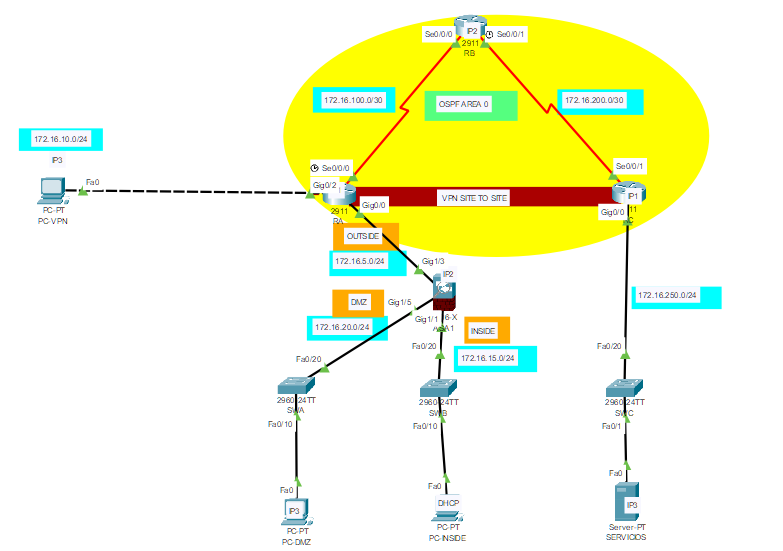 IP2
Se0/0/0
Se0/0/1
2911
RB
172.16.100.0/30
OSPF AREA 0
172.16.200.0/30
172.16.10.0/24
IP3
Fa0
PC-PT
PC-VPN
Se0/0/0
Gig0/2
2911
RA
Gig0/0
VPN SITE TO SITE
Se0/0/1
IP1
11
Gig0/0
OUTSIDE
172.16.5.0/24
Gig1/3
IP2
6-X
DMZ
Gig1/5
172.16.20.0/24
Gig1/1
INSIDE
172.16.15.0/24
172.16.250.0/24
Fa0/20
2960-24TT
SWA
Fa0/10
Fa0/20
2960-24TT
SWB
Fa0/10
Fa0/20
2960-24TT
SWC
Fa0/1
Fa0
IP3
PC-PT
PC-DMZ
Fa0
DHCP
PC-PT
PC-INSIDE
Fa0
IP3
Server-PT
SERVICIOS